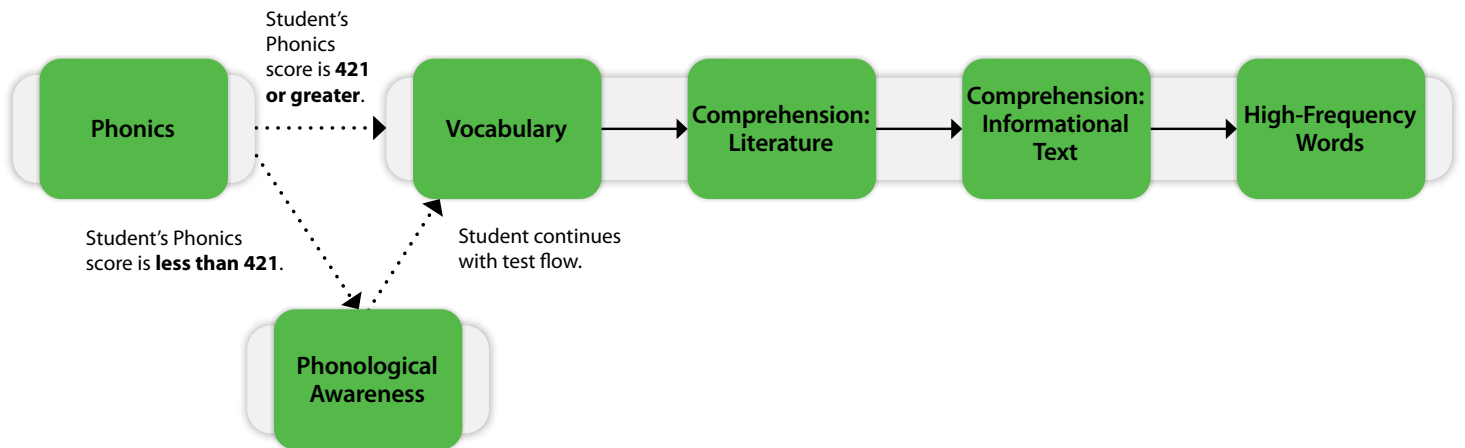 Student’s
Phonics
score is 421
or greater.
Phonics
Vocabulary
Comprehension:
Literature
Comprehension:
Informational
Text
High-Frequency
Words
Student’s Phonics
score is less than 421.
Student continues
with test flow.
Phonological
Awareness